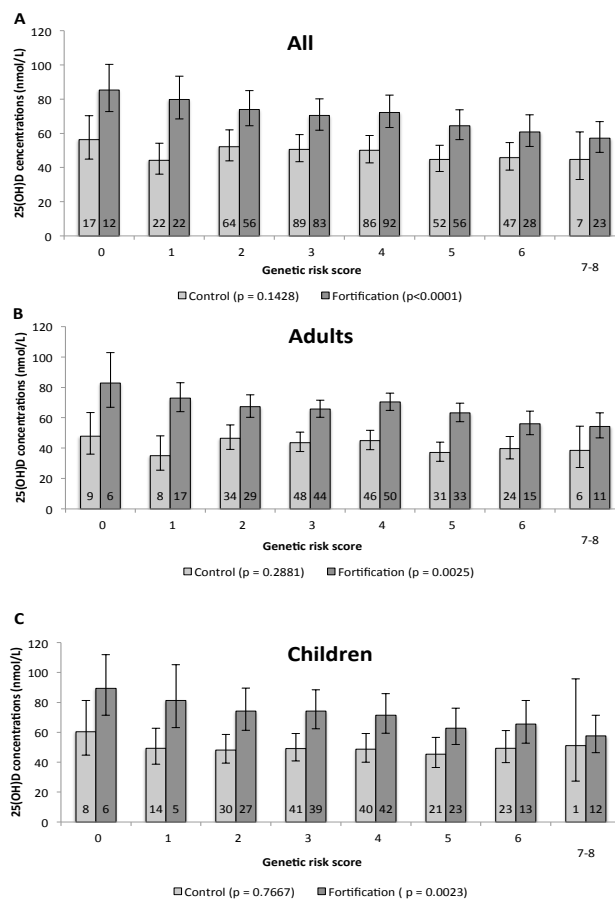 A
All
25(OH)D concentrations (nmol/L)
120
100
80
60
40
20
0
17 12 22 22 64 56 89 83 86 92 52 56 47 28 7 23
0 1 2 3 4 5 6 7-8
Genetic risk score
Control (p = 0.1428) Fortification (p<0.0001)
B
Adults
25(OH)D concentrations (nmol/L)
120
100
80
60
40
20
0
9 6 8 17 34 29 48 44 46 50 31 33 24 15 6 11
0 1 2 3 4 5 6 7-8
Genetic risk score
Control (p = 0.2881) Fortification (p = 0.0025)
C
Children
25(OH)D concentrations (nmol/L)
120
100
80
60
40
20
0
8 6 14 5 30 27 41 39 40 42 21 23 23 13 1 12
0 1 2 3 4 5 6 7-8
Genetic risk score
Control (p = 0.7667) Fortification ( p = 0.0023)